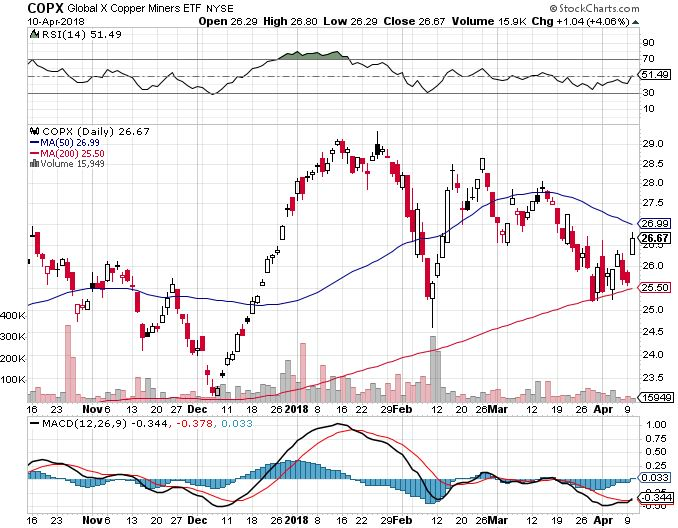 COPX Global X Copper Miners ETF NYSE © StockCharts.com
10-Apr-2018 Open 26.29 High 26.80 Low 26.29 Close 26.67 Volume 15.9K Chg +1.04 (+4.06%)
RSI(14) 51.49
90
70
51.49
30
10
COPX (Daily) 26.67
MA(50) 26.99
MA(200) 25.50
Volume 15,949
29.0
28.5
28.0
27.5
26.99
26.67
26.0
25.50
25.0
24.5
24.0
23.5
400K
300K
200K
100K
15949
16 23 Nov 6 13 20 27 Dec 11 18 26 2018 8 16 22 29 Feb 12 20 26 Mar 12 19 26 Apr 9
MACD(12,26,9) -0.344, -0.378, 0.033
1.00
0.75
0.50
0.25
0.033
-0.344
16 23 Nov 6 13 20 27 Dec 11 18 26 2018 8 16 22 29 Feb 12 20 26 Mar 12 19 26 Apr 9